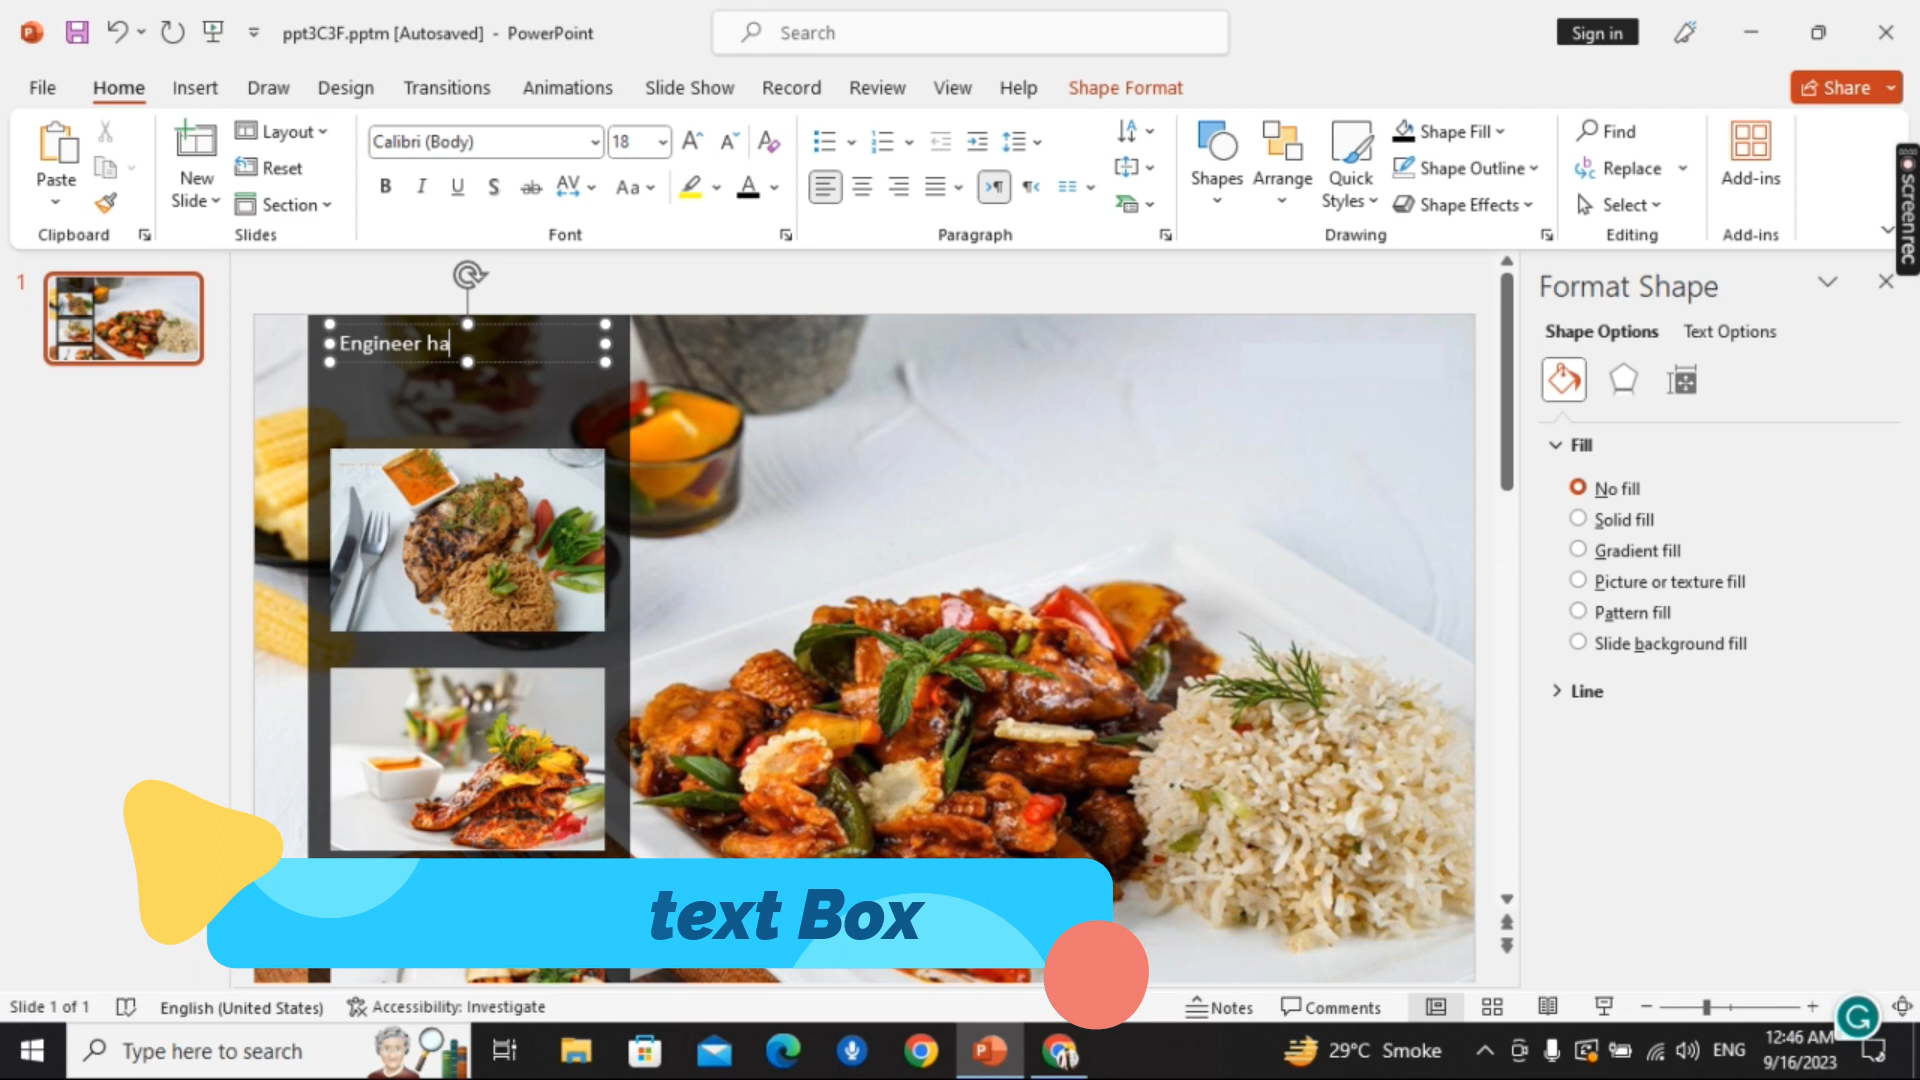 ppt3C3F.pptm [Autosaved] - PowerPoint
Search
Sign in
File Home Insert Draw Design Transitions Animations Slide Show Record Review View Help Shape Format
Share
Paste
Clipboard
New Slide
Layout
Reset
Section
Slides
Calibri (Body) 18
B I U S ab AV Aa A
Font
Paragraph
Shapes
Arrange
Quick Styles
Shape Fill
Shape Outline
Shape Effects
Drawing
Find
Replace
Select
Editing
Add-ins
Add-ins
screenrec
1
Engineer ha
Format Shape
Shape Options Text Options
Fill
No fill
Solid fill
Gradient fill
Picture or texture fill
Pattern fill
Slide background fill
Line
text Box
Slide 1 of 1 English (United States) Accessibility: Investigate
Notes Comments
Type here to search
29°C Smoke
ENG
12:46 AM
9/16/2023